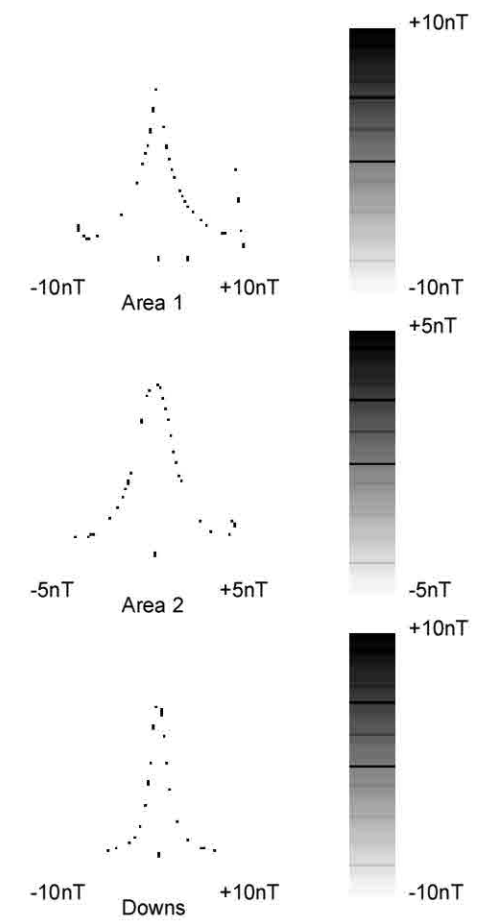 +10nT
-10nT +10nT -10nT
Area 1
+5nT
-5nT +5nT -5nT
Area 2
+10nT
-10nT +10nT -10nT
Downs